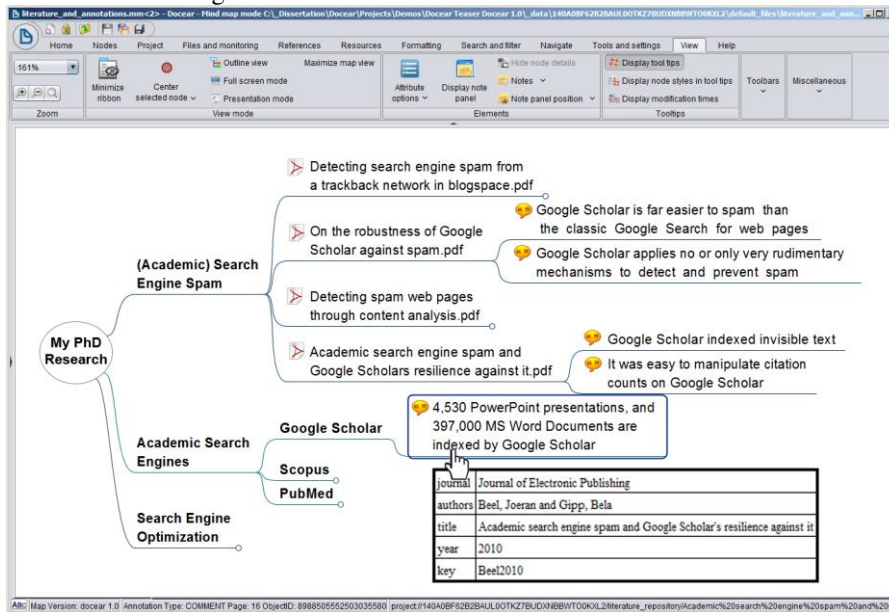 literature_and_annotations.mm<2> - Docear - Mind map mode C:\_Dissertation\Docear\Projects\Demos\Docear Teaser Docear 1.0\_data\
Home Nodes Project Files and monitoring References Resources Formatting Search and filter Navigate Tools and settings View Help
161%
Minimize ribbon
Center selected node
Outline view
Full screen mode
Presentation mode
Maximize map view
Attribute options
Display note panel
Hide node details
Notes
Note panel position
Display tool tips
Display node styles in tool tips
Display modification times
Toolbars
Miscellaneous
Zoom View mode Elements Tooltips
Detecting search engine spam from
a trackback network in blogspace.pdf
Google Scholar is far easier to spam than
the classic Google Search for web pages
On the robustness of Google
Scholar against spam.pdf
Google Scholar applies no or only very rudimentary
mechanisms to detect and prevent spam
(Academic) Search
Engine Spam
Detecting spam web pages
through content analysis.pdf
Google Scholar indexed invisible text
My PhD
Research
Academic search engine spam and
Google Scholars resilience against it.pdf
It was easy to manipulate citation
counts on Google Scholar
4,530 PowerPoint presentations, and
397,000 MS Word Documents are
indexed by Google Scholar
Google Scholar
Academic Search
Engines
Scopus
PubMed
Search Engine
Optimization
journal Journal of Electronic Publishing
authors Beel, Joeran and Gipp, Bela
title Academic search engine spam and Google Scholar's resilience against it
year 2010
key Beel2010
ABC Map Version: docear 1.0 Annotation Type: COMMENT Page: 16 ObjectID: 8988505552503035580